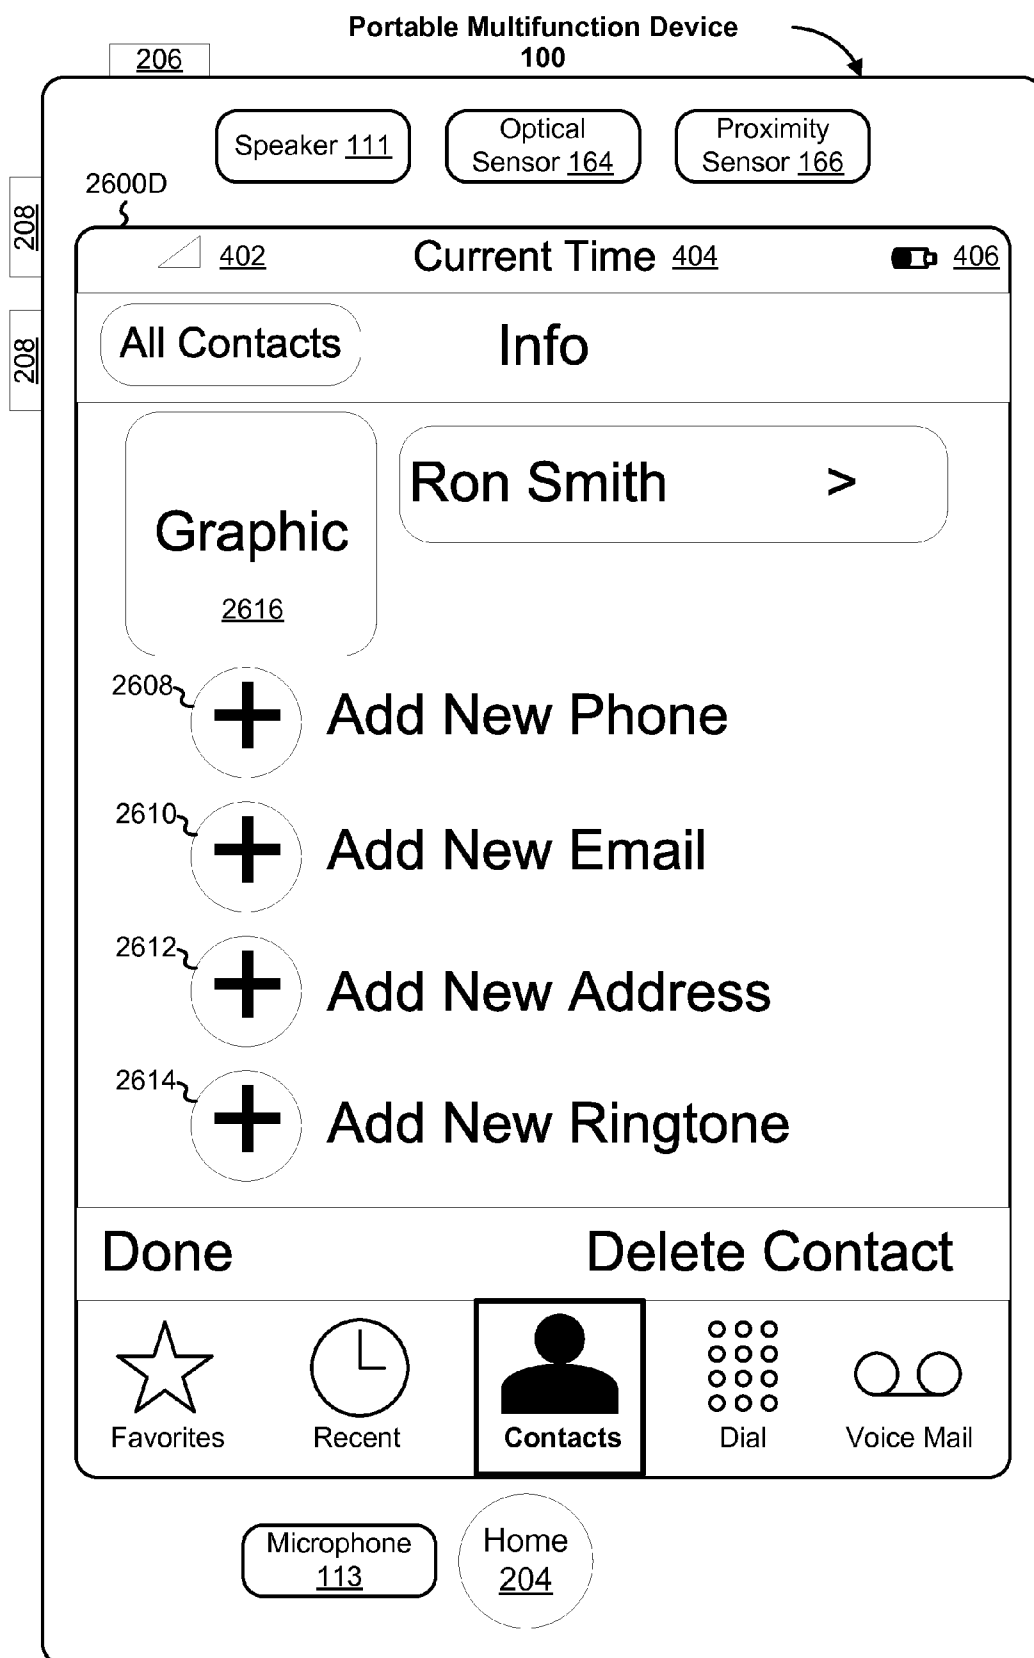 Portable Multifunction Device
100
206
Speaker 111
Optical
Sensor 164
Proximity
Sensor 166
2600D
208
208
402
Current Time 404
406
All Contacts
Info
Graphic
2616
Ron Smith >
2608
Add New Phone
2610
Add New Email
2612
Add New Address
2614
Add New Ringtone
Done
Delete Contact
Favorites
Recent
Contacts
Dial
Voice Mail
Microphone
113
Home
204